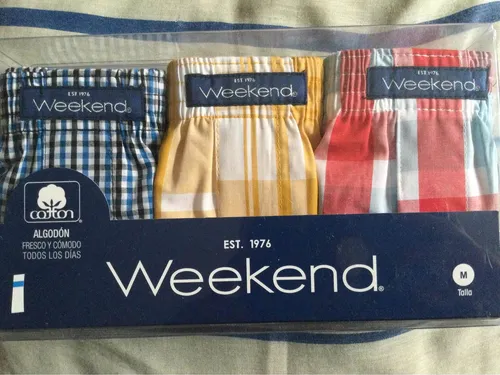 EST. 1976
Weekend®
EST. 1976
Weekend®
EST. 1976
Weekend®
cotton
ALGODÓN
FRESCO Y CÓMODO
TODOS LOS DÍAS
EST. 1976
Weekend®
M
Talla